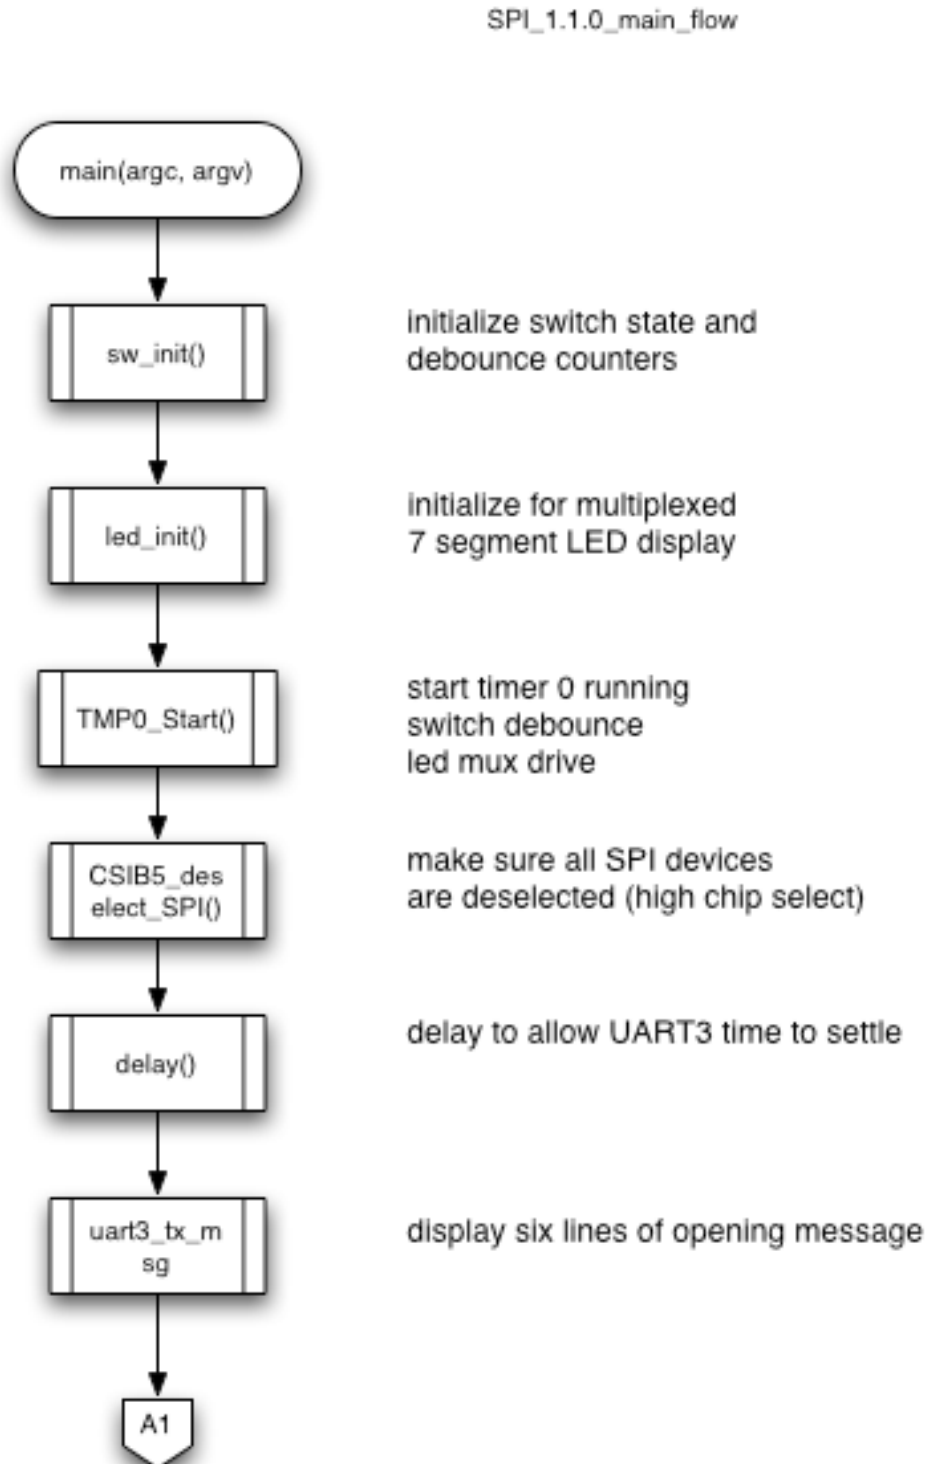 SPI_1.1.0_main_flow
main(argc, argv)
sw_init()
initialize switch state and
debounce counters
led_init()
initialize for multiplexed
7 segment LED display
TMP0_Start()
start timer 0 running
switch debounce
led mux drive
CSIB5_des
elect_SPI()
make sure all SPI devices
are deselected (high chip select)
delay()
delay to allow UART3 time to settle
uart3_tx_m
sg
display six lines of opening message
A1